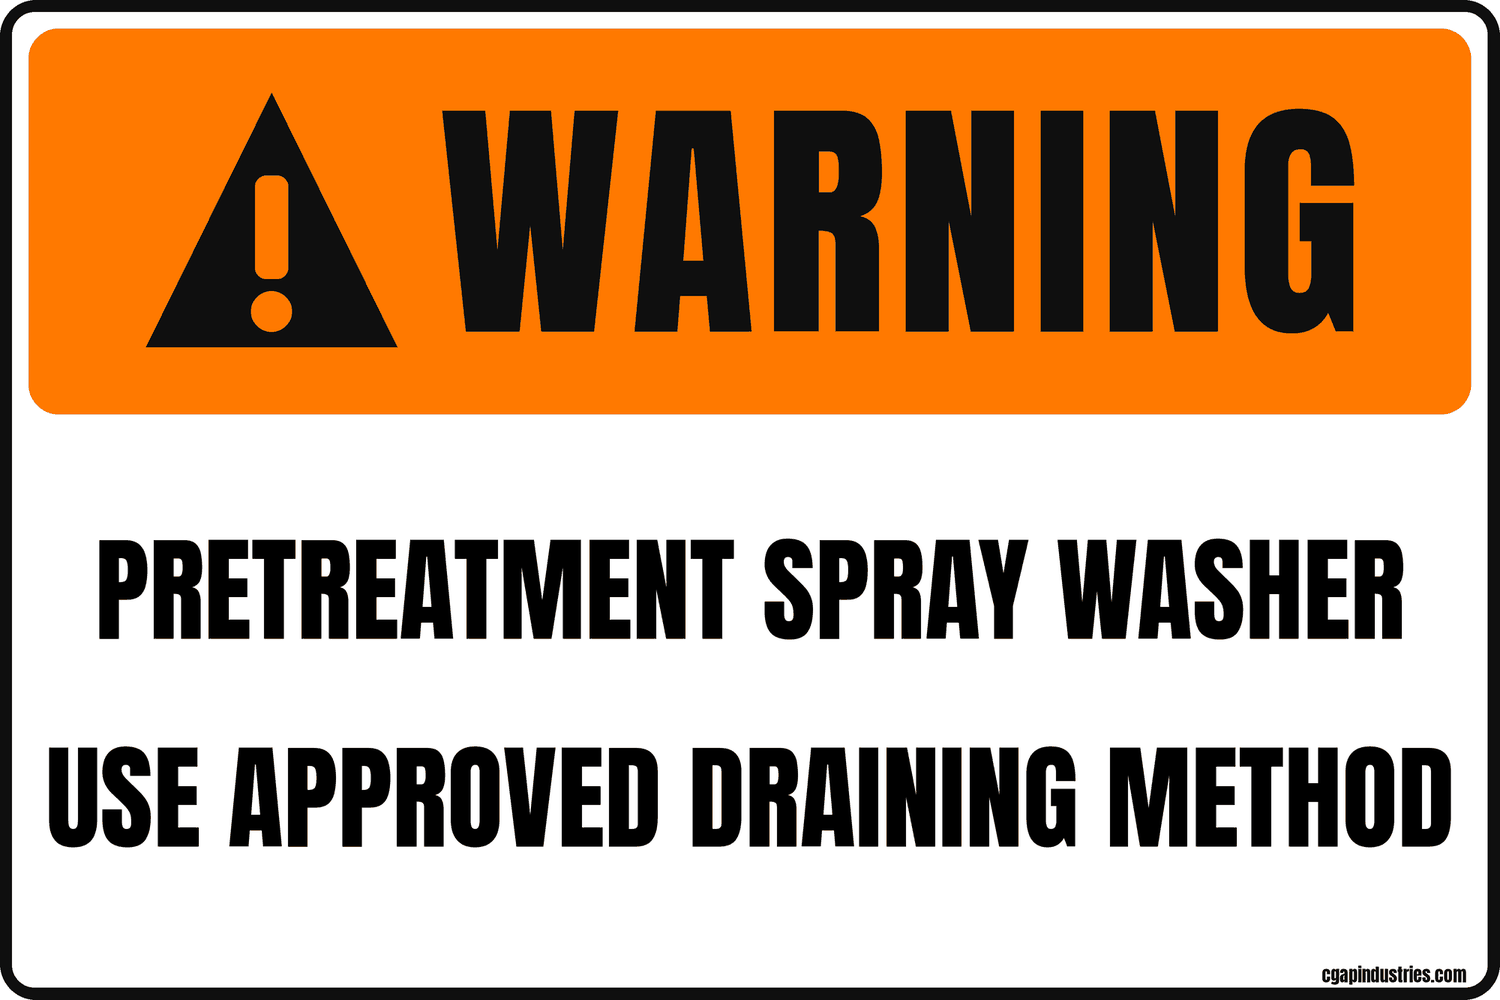 WARNING
PRETREATMENT SPRAY WASHER
USE APPROVED DRAINING METHOD
cgapindustries.com